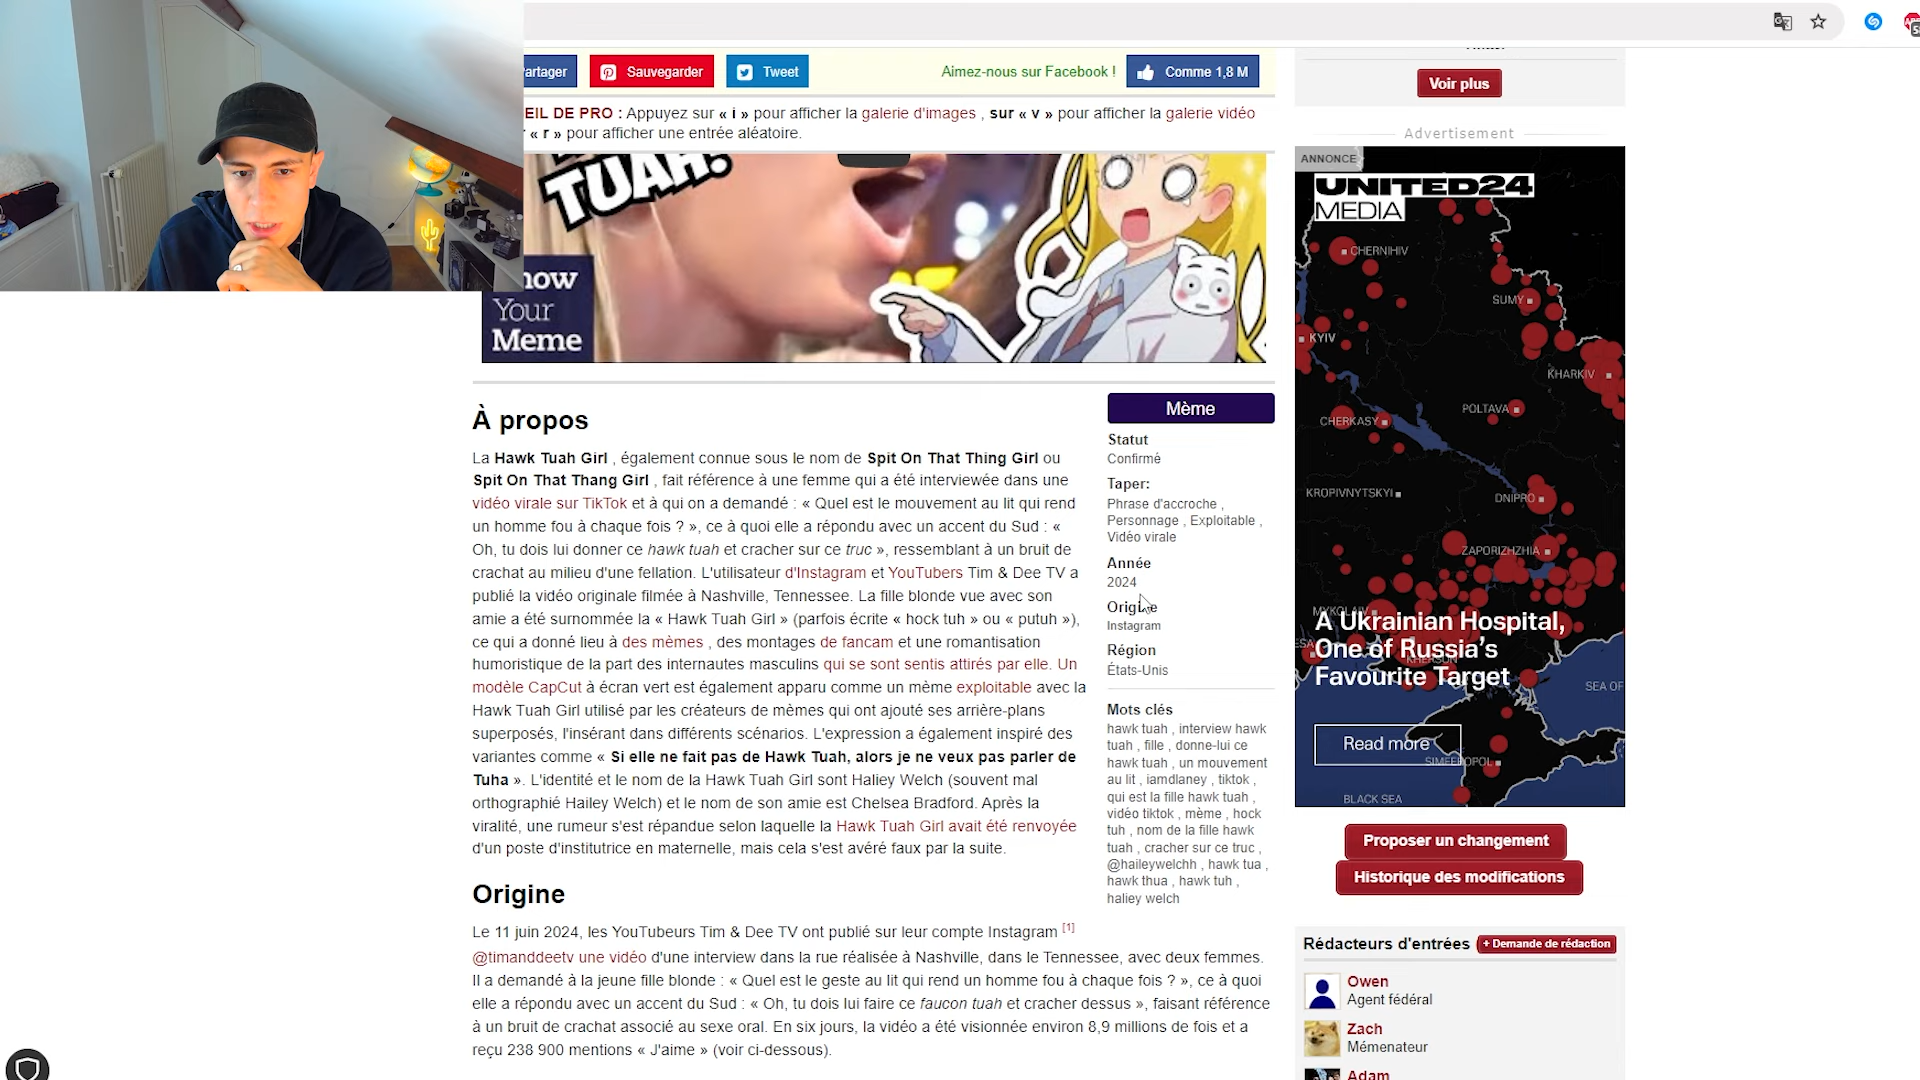 artager
Sauvegarder
Tweet
Aimez-nous sur Facebook !
Comme 1,8 M
EIL DE PRO : Appuyez sur « i » pour afficher la galerie d'images , sur « v » pour afficher la galerie vidéo
« r » pour afficher une entrée aléatoire.
TUAH!
now
Your
Meme
À propos
La Hawk Tuah Girl , également connue sous le nom de Spit On That Thing Girl ou
Spit On That Thang Girl , fait référence à une femme qui a été interviewée dans une
vidéo virale sur TikTok et à qui on a demandé : « Quel est le mouvement au lit qui rend
un homme fou à chaque fois ? », ce à quoi elle a répondu avec un accent du Sud : «
Oh, tu dois lui donner ce hawk tuah et cracher sur ce truc », ressemblant à un bruit de
crachat au milieu d'une fellation. L'utilisateur d'Instagram et YouTubers Tim & Dee TV a
publié la vidéo originale filmée à Nashville, Tennessee. La fille blonde vue avec son
amie a été surnommée la « Hawk Tuah Girl » (parfois écrite « hock tuh » ou « putuh »),
ce qui a donné lieu à des mèmes , des montages de fancam et une romantisation
humoristique de la part des internautes masculins qui se sont sentis attirés par elle. Un
modèle CapCut à écran vert est également apparu comme un mème exploitable avec la
Hawk Tuah Girl utilisé par les créateurs de mèmes qui ont ajouté ses arrière-plans
superposés, l'insérant dans différents scénarios. L'expression a également inspiré des
variantes comme « Si elle ne fait pas de Hawk Tuah, alors je ne veux pas parler de
Tuha ». L'identité et le nom de la Hawk Tuah Girl sont Haliey Welch (souvent mal
orthographié Hailey Welch) et le nom de son amie est Chelsea Bradford. Après la
viralité, une rumeur s'est répandue selon laquelle la Hawk Tuah Girl avait été renvoyée
d'un poste d'institutrice en maternelle, mais cela s'est avéré faux par la suite.
Origine
Le 11 juin 2024, les YouTubeurs Tim & Dee TV ont publié sur leur compte Instagram [1]
@timanddeetv une vidéo d'une interview dans la rue réalisée à Nashville, dans le Tennessee, avec deux femmes.
Il a demandé à la jeune fille blonde : « Quel est le geste au lit qui rend un homme fou à chaque fois ? », ce à quoi
elle a répondu avec un accent du Sud : « Oh, tu dois lui faire ce faucon tuah et cracher dessus », faisant référence
à un bruit de crachat associé au sexe oral. En six jours, la vidéo a été visionnée environ 8,9 millions de fois et a
reçu 238 900 mentions « J'aime » (voir ci-dessous).
Mème
Statut
Confirmé
Taper:
Phrase d'accroche ,
Personnage , Exploitable ,
Vidéo virale
Année
2024
Origine
Instagram
Région
États-Unis
Mots clés
hawk tuah , interview hawk
tuah , fille , donne-lui ce
hawk tuah , un mouvement
au lit , iamdlaney , tiktok ,
qui est la fille hawk tuah ,
vidéo tiktok , mème , hock
tuh , nom de la fille hawk
tuah , cracher sur ce truc ,
@haileywelchh , hawk tua ,
hawk thua , hawk tuh ,
haliey welch
Voir plus
Advertisement
ANNONCE
UNITED24
MEDIA
CHERNIHIV
SUMY
KYIV
KHARKIV
POLTAVA
CHERKASY
KROPIVNYTSKYI
DNIPRO
ZAPORIZHZHIA
MYKOLAIV
A Ukrainian Hospital,
One of Russia's
KHERSON
Favourite Target
SEA OF
Read more
SIMFEROPOL
BLACK SEA
Proposer un changement
Historique des modifications
Rédacteurs d'entrées
+ Demande de rédaction
Owen
Agent fédéral
Zach
Mémenateur
Adam